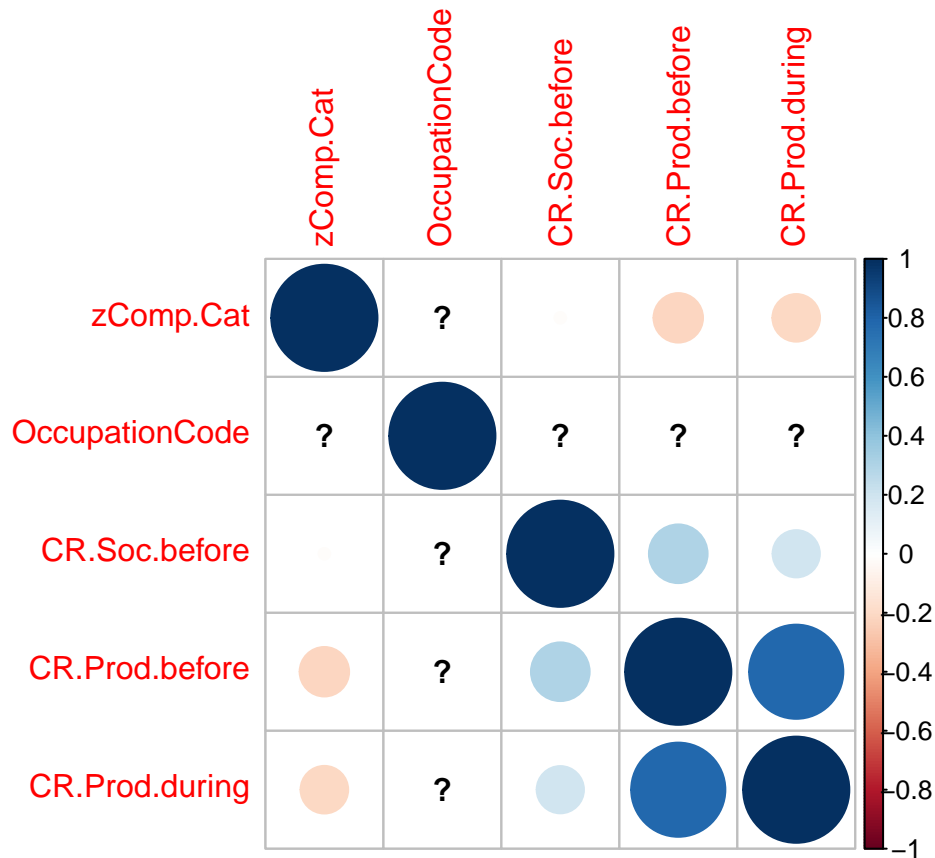 zComp.Cat
OccupationCode
CR.Soc.before
CR.Prod.before
CR.Prod.during
zComp.Cat ?
OccupationCode ? ? ? ?
CR.Soc.before ?
CR.Prod.before ?
CR.Prod.during ?
1
0.8
0.6
0.4
0.2
0
−0.2
−0.4
−0.6
−0.8
−1